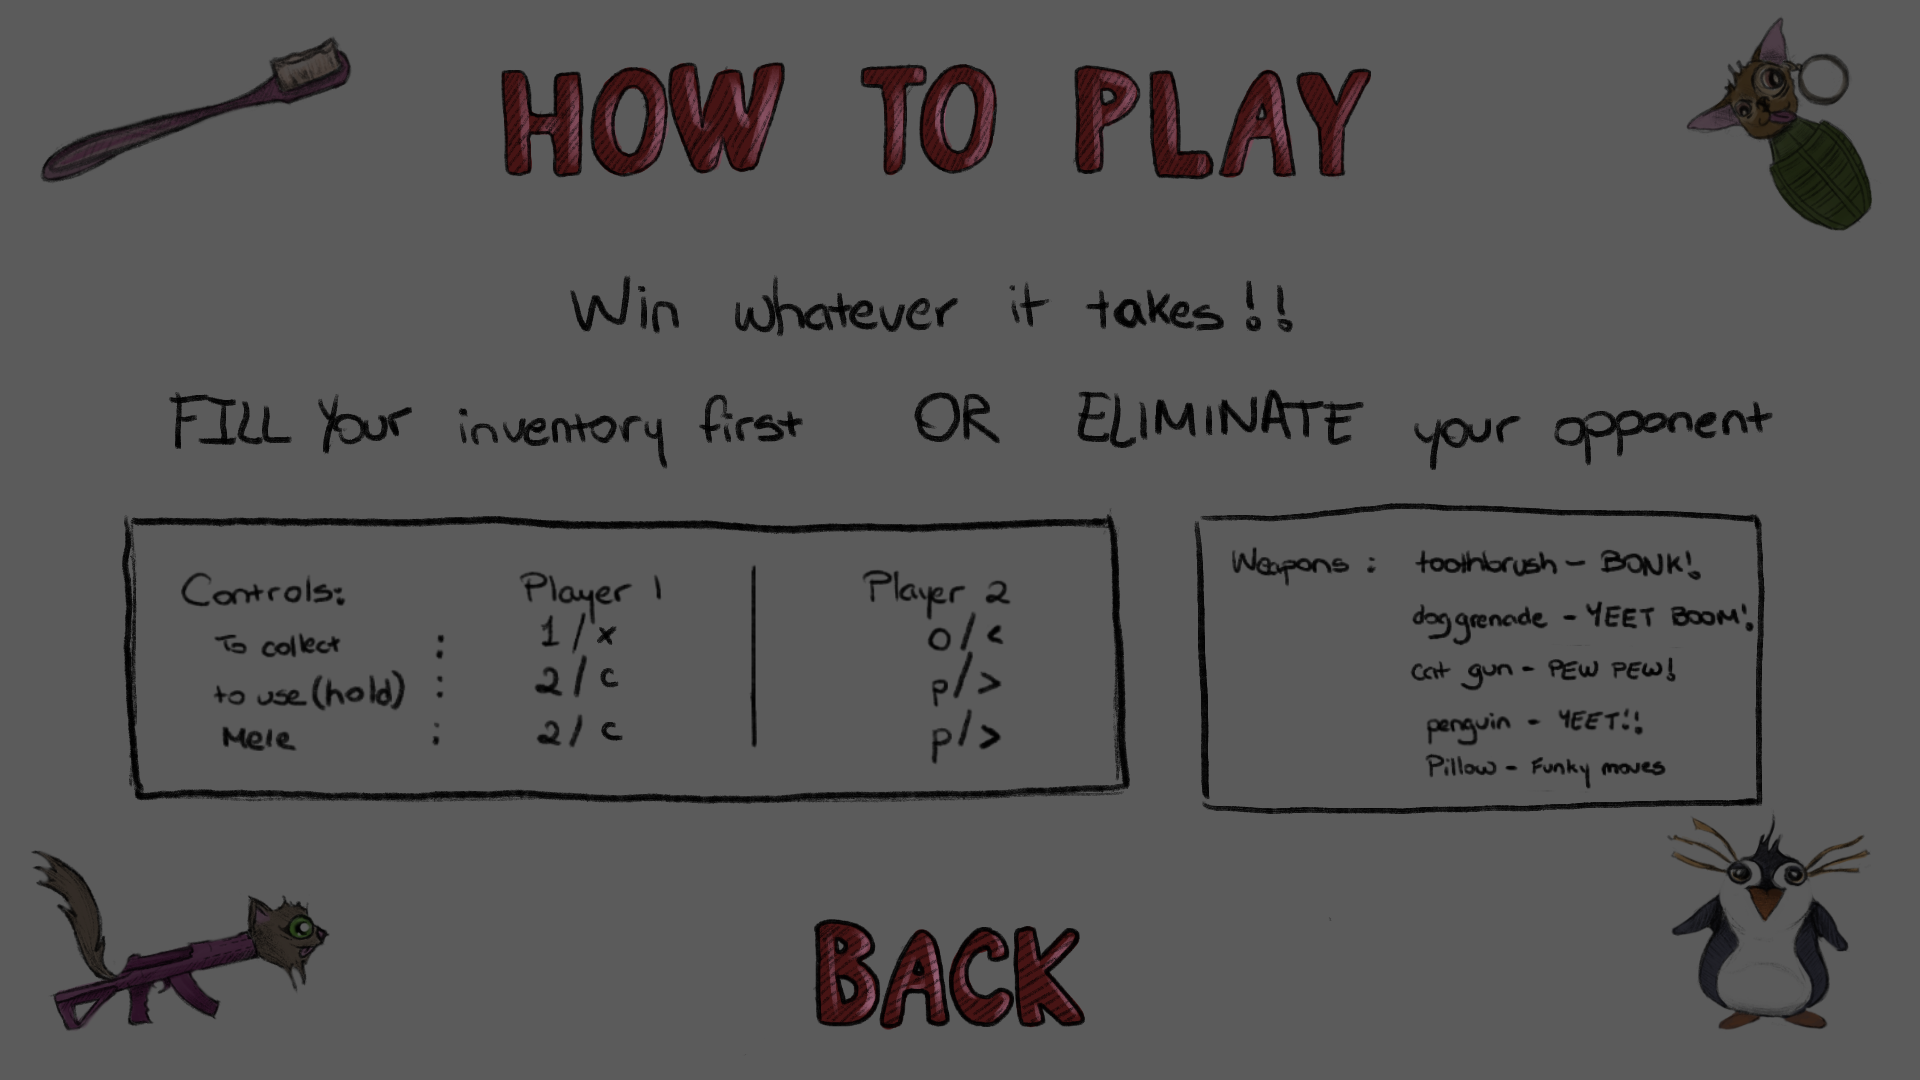 HOW TO PLAY
Win whatever it takes!!
FILL Your inventory first OR ELIMINATE your opponent
Controls: Player 1 | Player 2
To collect : 1/x | o/<
to use (hold) : 2/c | p/>
Mele : 2/c | p/>
Weapons : toothbrush - BONK!
dog grenade - YEET BOOM!
cat gun - PEW PEW!
penguin - YEET!!
Pillow - Funky moves
BACK